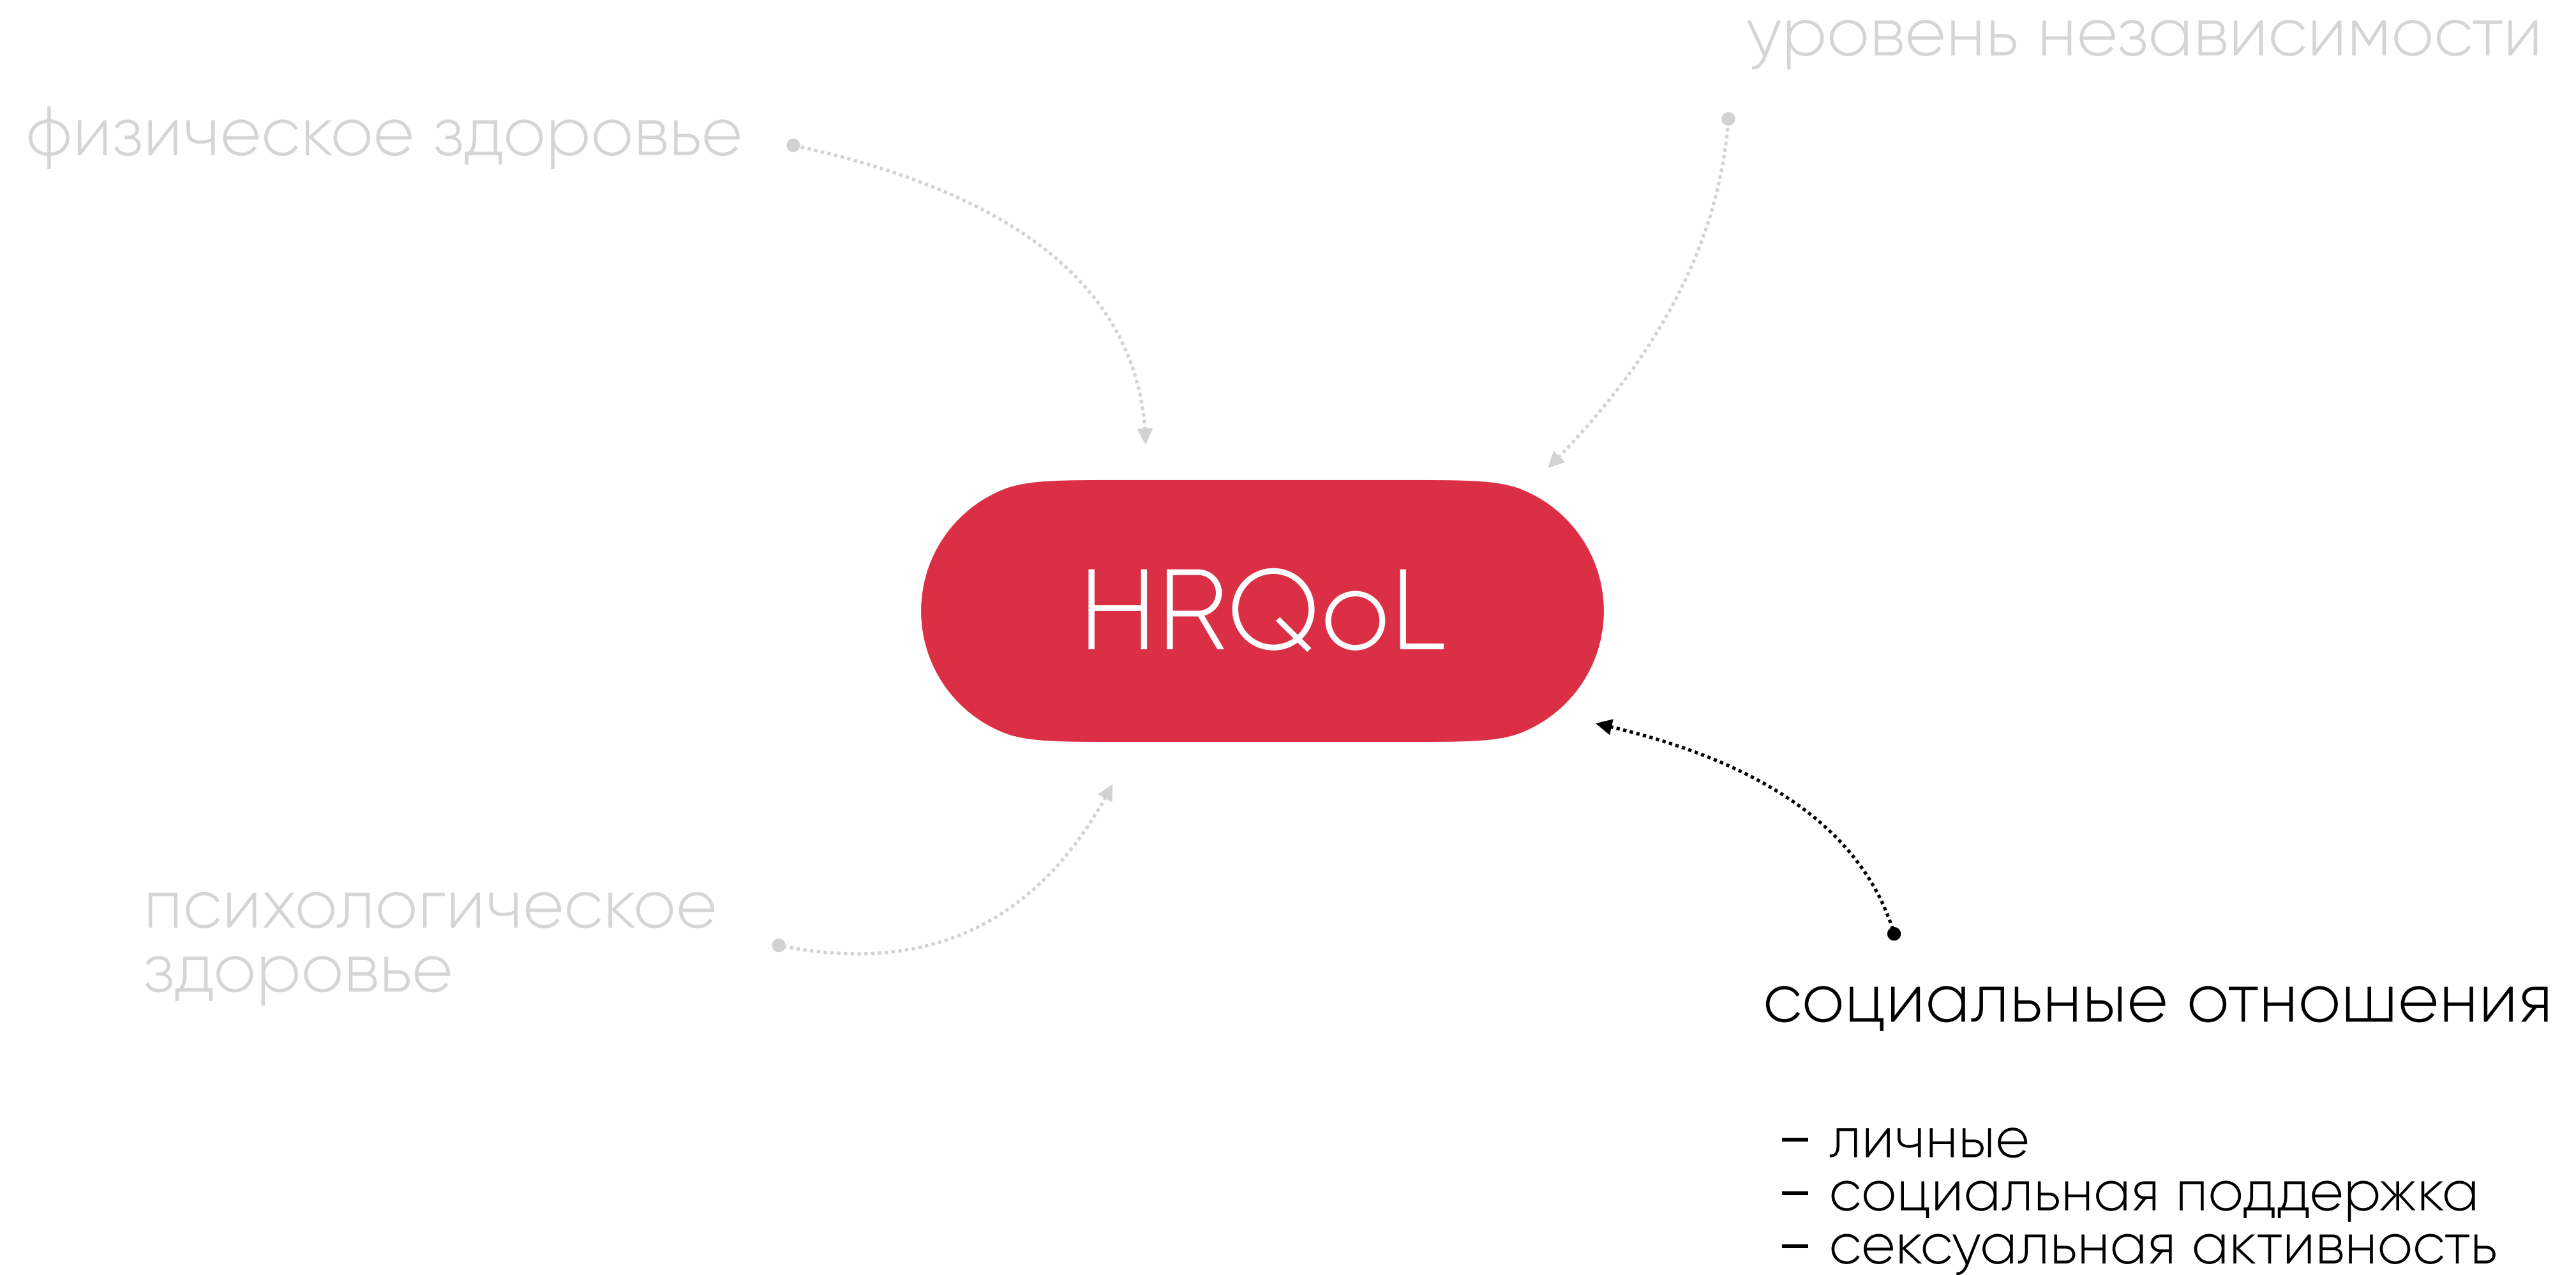 уровень независимости
физическое здоровье
HRQoL
психологическое
здоровье
социальные отношения
– личные
– социальная поддержка
– сексуальная активность